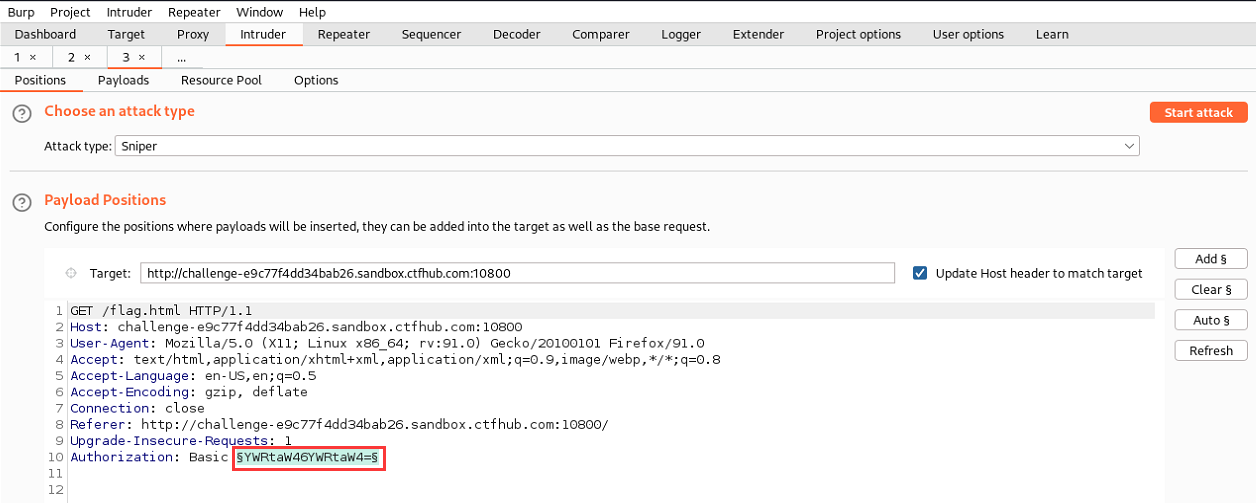 Burp Project Intruder Repeater Window Help
Dashboard Target Proxy Intruder Repeater Sequencer Decoder Comparer Logger Extender Project options User options Learn
1 × 2 × 3 × ...
Positions Payloads Resource Pool Options
? Choose an attack type Start attack
Attack type: Sniper
? Payload Positions
Configure the positions where payloads will be inserted, they can be added into the target as well as the base request.
Add §
Target: http://challenge-e9c77f4dd34bab26.sandbox.ctfhub.com:10800 Update Host header to match target
Clear §
1 GET /flag.html HTTP/1.1
Auto §
2 Host: challenge-e9c77f4dd34bab26.sandbox.ctfhub.com:10800
3 User-Agent: Mozilla/5.0 (X11; Linux x86_64; rv:91.0) Gecko/20100101 Firefox/91.0
Refresh
4 Accept: text/html,application/xhtml+xml,application/xml;q=0.9,image/webp,*/*;q=0.8
5 Accept-Language: en-US,en;q=0.5
6 Accept-Encoding: gzip, deflate
7 Connection: close
8 Referer: http://challenge-e9c77f4dd34bab26.sandbox.ctfhub.com:10800/
9 Upgrade-Insecure-Requests: 1
10 Authorization: Basic §YWRtaW46YWRtaW4=§
11
12